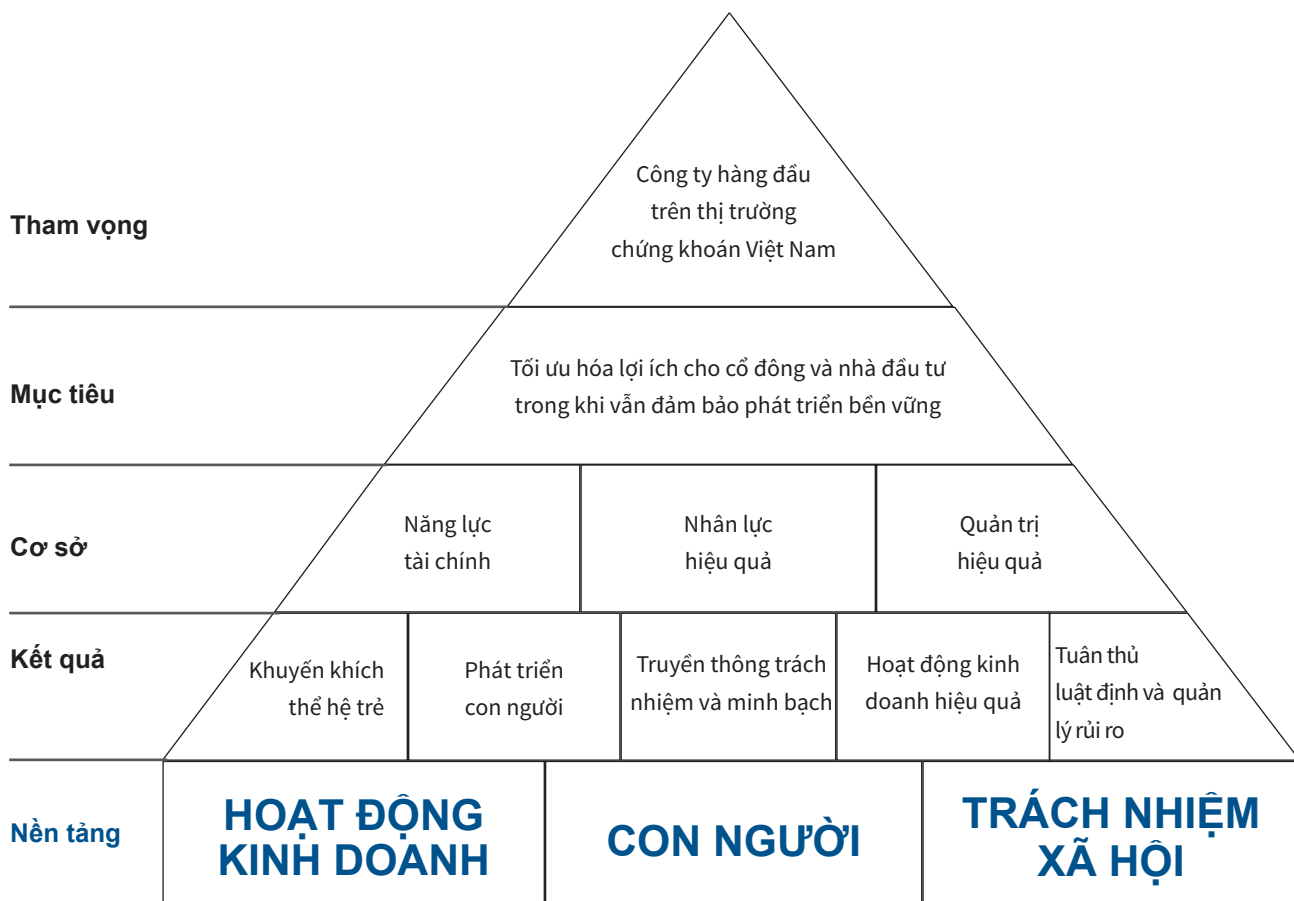 Tham vọng
Công ty hàng đầu
trên thị trường
chứng khoán Việt Nam
Mục tiêu
Tối ưu hóa lợi ích cho cổ đông và nhà đầu tư
trong khi vẫn đảm bảo phát triển bền vững
Cơ sở
Năng lực
tài chính
Nhân lực
hiệu quả
Quản trị
hiệu quả
Kết quả
Khuyến khích
thể hệ trẻ
Phát triển
con người
Truyền thông trách
nhiệm và minh bạch
Hoạt động kinh
doanh hiệu quả
Tuân thủ
luật định và quản
lý rủi ro
Nền tảng
HOẠT ĐỘNG
KINH DOANH
CON NGƯỜI
TRÁCH NHIỆM
XÃ HỘI